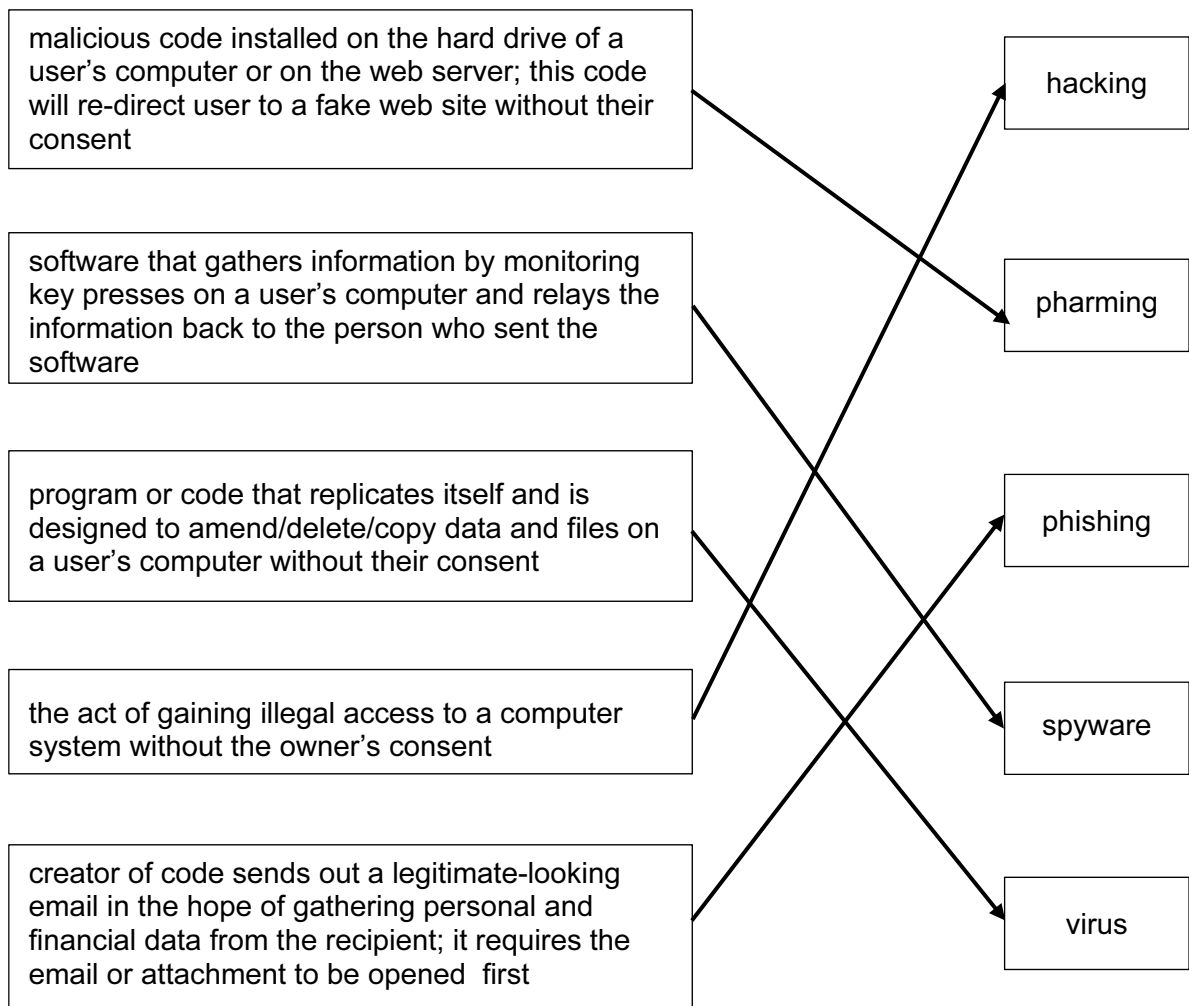 malicious code installed on the hard drive of a
user’s computer or on the web server; this code
will re-direct user to a fake web site without their
consent
hacking
software that gathers information by monitoring
key presses on a user’s computer and relays the
information back to the person who sent the
software
pharming
program or code that replicates itself and is
designed to amend/delete/copy data and files on
a user’s computer without their consent
phishing
the act of gaining illegal access to a computer
system without the owner’s consent
spyware
creator of code sends out a legitimate-looking
email in the hope of gathering personal and
financial data from the recipient; it requires the
email or attachment to be opened first
virus